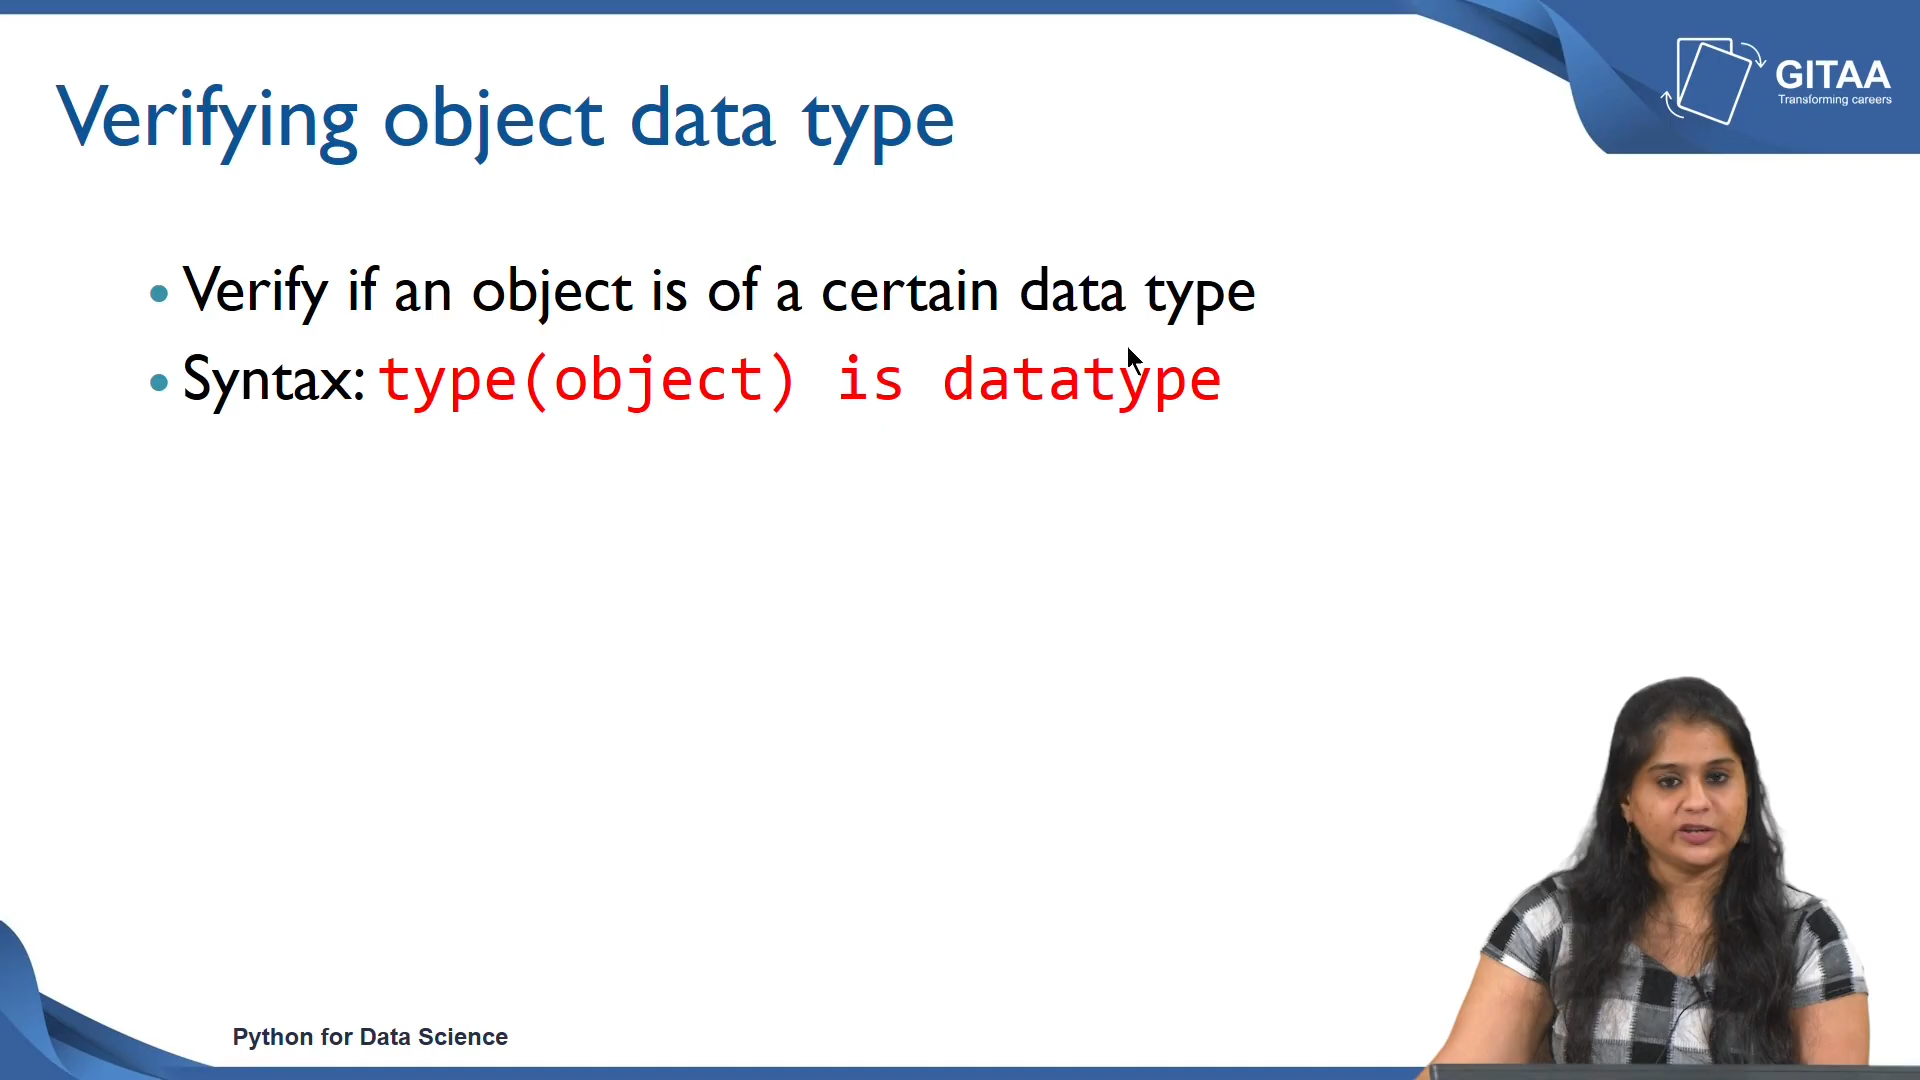 GITAA
Transforming careers
Verifying object data type
• Verify if an object is of a certain data type
• Syntax: type(object) is datatype
Python for Data Science